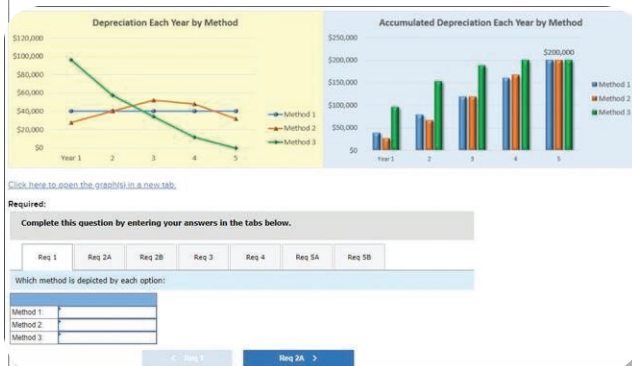 Depreciation Each Year by Method
$120,000
$100,000
$80,000
$60,000
$40,000
$20,000
$0
Year 1 2 3 4 5
Method 1
Method 2
Method 3
Accumulated Depreciation Each Year by Method
$250,000
$200,000
$150,000
$100,000
$50,000
$0
$200,000
Year 1 2 3 4 5
Method 1
Method 2
Method 3
Click here to open the graph(s) in a new tab.
Required:
Complete this question by entering your answers in the tabs below.
Req 1 Req 2A Req 2B Req 3 Req 4 Req 5A Req 5B
Which method is depicted by each option:
Method 1:
Method 2:
Method 3:
< Req 1 Req 2A >